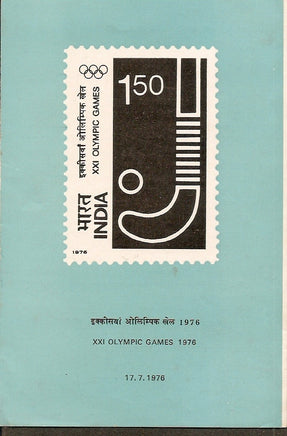 1.50
इक्कीसवां ओलिम्पिक खेल
XXI OLYMPIC GAMES
भारत
INDIA
1976
इक्कीसवां ओलिम्पिक खेल 1976
XXI OLYMPIC GAMES 1976
17.7.1976